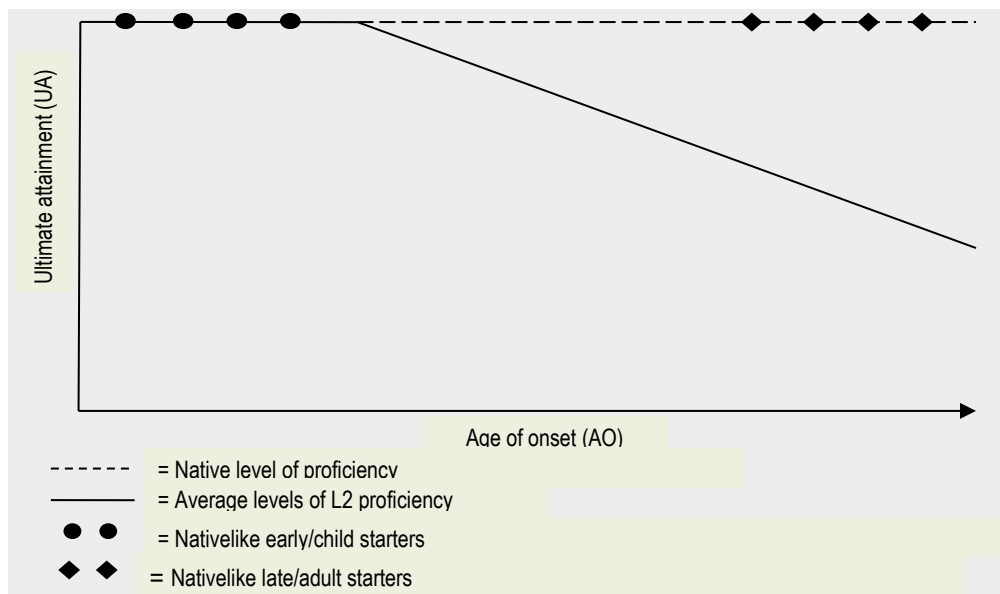 Ultimate attainment (UA)
Age of onset (AO)
= Native level of proficiency
= Average levels of L2 proficiency
= Nativelike early/child starters
= Nativelike late/adult starters